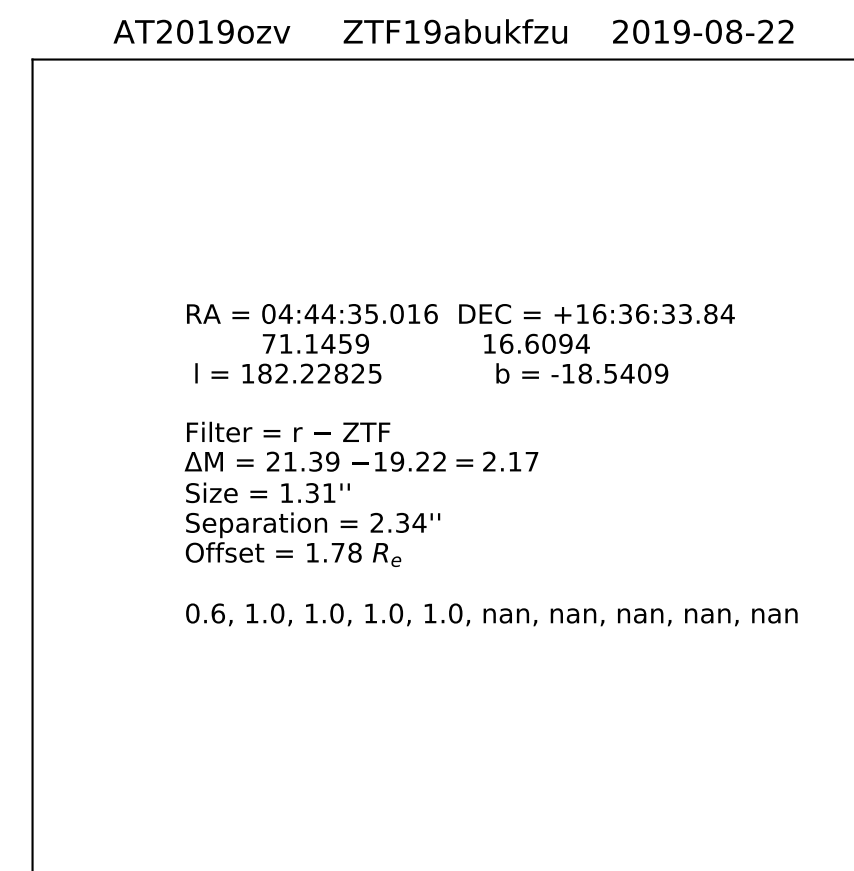 AT2019ozv ZTF19abukfzu 2019-08-22
RA = 04:44:35.016 DEC = +16:36:33.84
71.1459 16.6094
l = 182.22825 b = -18.5409
Filter = r − ZTF
ΔM = 21.39 −19.22 = 2.17
Size = 1.31''
Separation = 2.34''
Offset = 1.78 Rₑ
0.6, 1.0, 1.0, 1.0, 1.0, nan, nan, nan, nan, nan